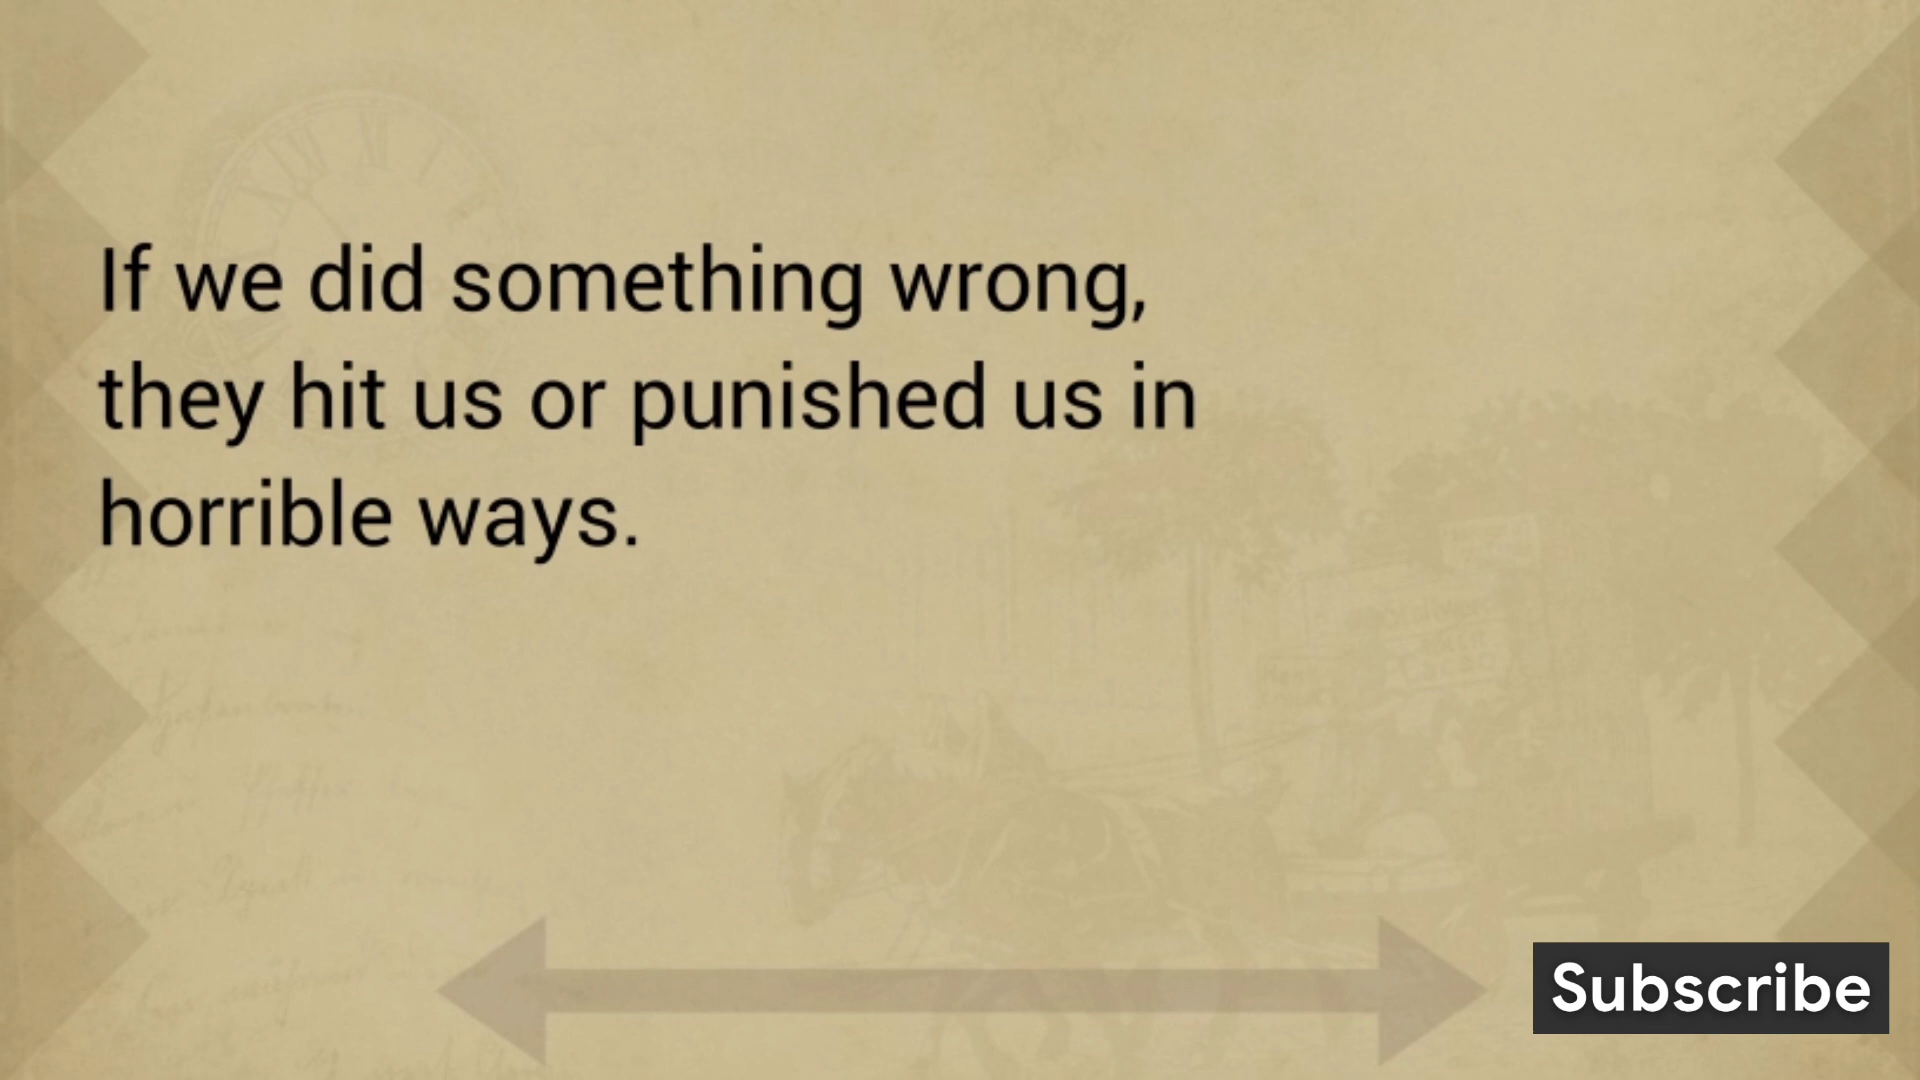 If we did something wrong,
they hit us or punished us in
horrible ways.
Subscribe